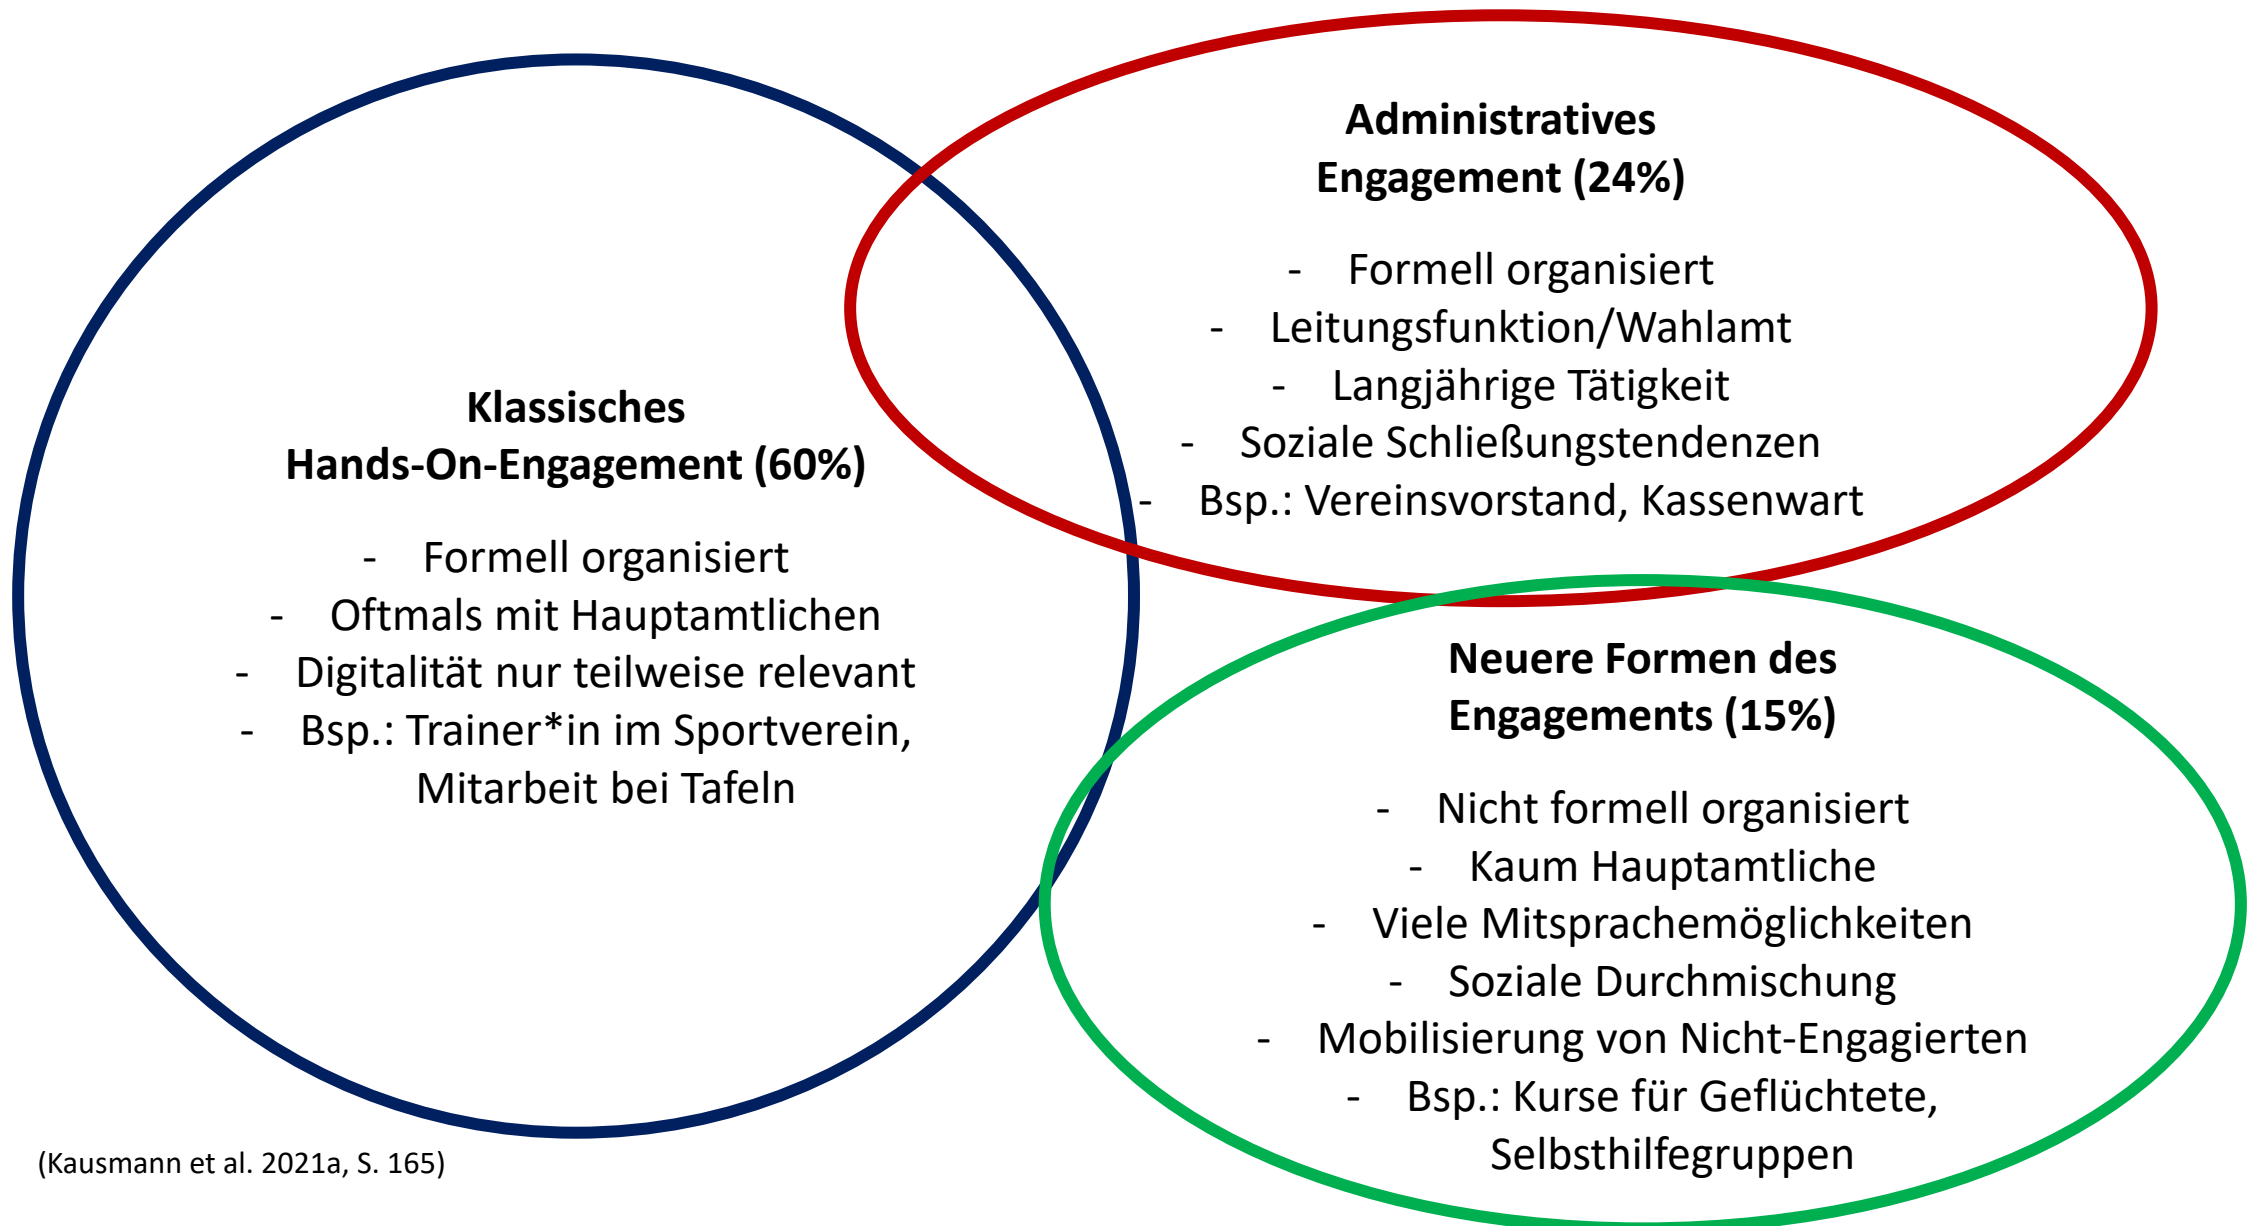 Klassisches
Hands-On-Engagement (60%)
- Formell organisiert
- Oftmals mit Hauptamtlichen
- Digitalität nur teilweise relevant
- Bsp.: Trainer*in im Sportverein,
Mitarbeit bei Tafeln
Administratives
Engagement (24%)
- Formell organisiert
- Leitungsfunktion/Wahlamt
- Langjährige Tätigkeit
- Soziale Schließungstendenzen
- Bsp.: Vereinsvorstand, Kassenwart
Neuere Formen des
Engagements (15%)
- Nicht formell organisiert
- Kaum Hauptamtliche
- Viele Mitsprachemöglichkeiten
- Soziale Durchmischung
- Mobilisierung von Nicht-Engagierten
- Bsp.: Kurse für Geflüchtete,
Selbsthilfegruppen
(Kausmann et al. 2021a, S. 165)